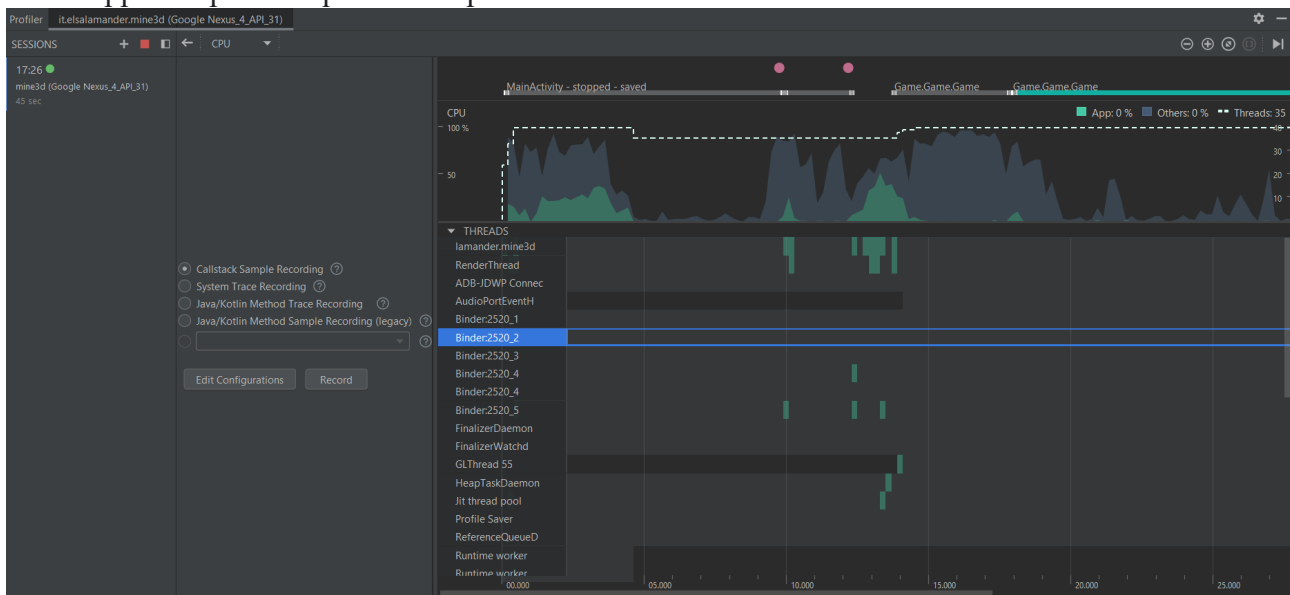 Profiler it.elsalamander.mine3d (Google Nexus_4_API_31)
SESSIONS CPU
17:26
mine3d (Google Nexus_4_API_31)
45 sec
MainActivity - stopped - saved Game.Game.Game Game.Game.Game
CPU App: 0 % Others: 0 % Threads: 35
100 % 40
30
50 20
10
THREADS
lamander.mine3d
Callstack Sample Recording ?
RenderThread
System Trace Recording ?
ADB-JDWP Connec
Java/Kotlin Method Trace Recording ?
AudioPortEventH
Java/Kotlin Method Sample Recording (legacy) ?
Binder:2520_1
?
Binder:2520_2
Binder:2520_3
Edit Configurations Record
Binder:2520_4
Binder:2520_4
Binder:2520_5
FinalizerDaemon
FinalizerWatchd
GLThread 55
HeapTaskDaemon
Jit thread pool
Profile Saver
ReferenceQueueD
Runtime worker
Runtime worker
00.000 05.000 10.000 15.000 20.000 25.000